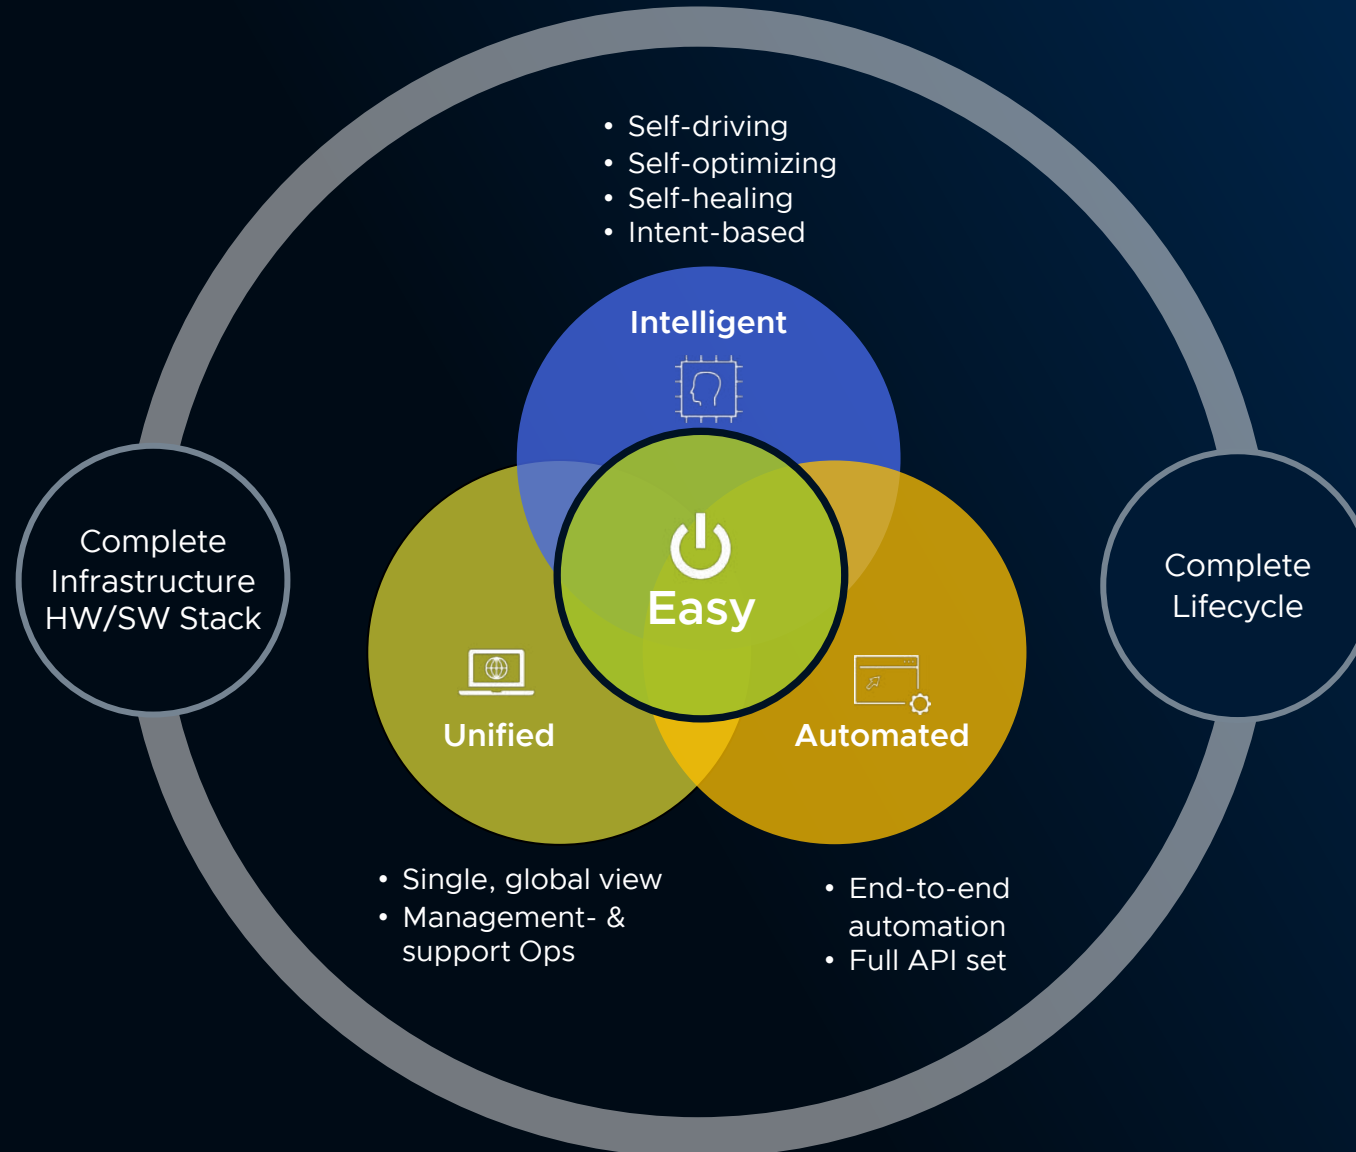 • Self-driving
• Self-optimizing
• Self-healing
• Intent-based
Intelligent
Complete
Infrastructure
HW/SW Stack
Easy
Complete
Lifecycle
Unified
Automated
• Single, global view
• Management- &
support Ops
• End-to-end
automation
• Full API set